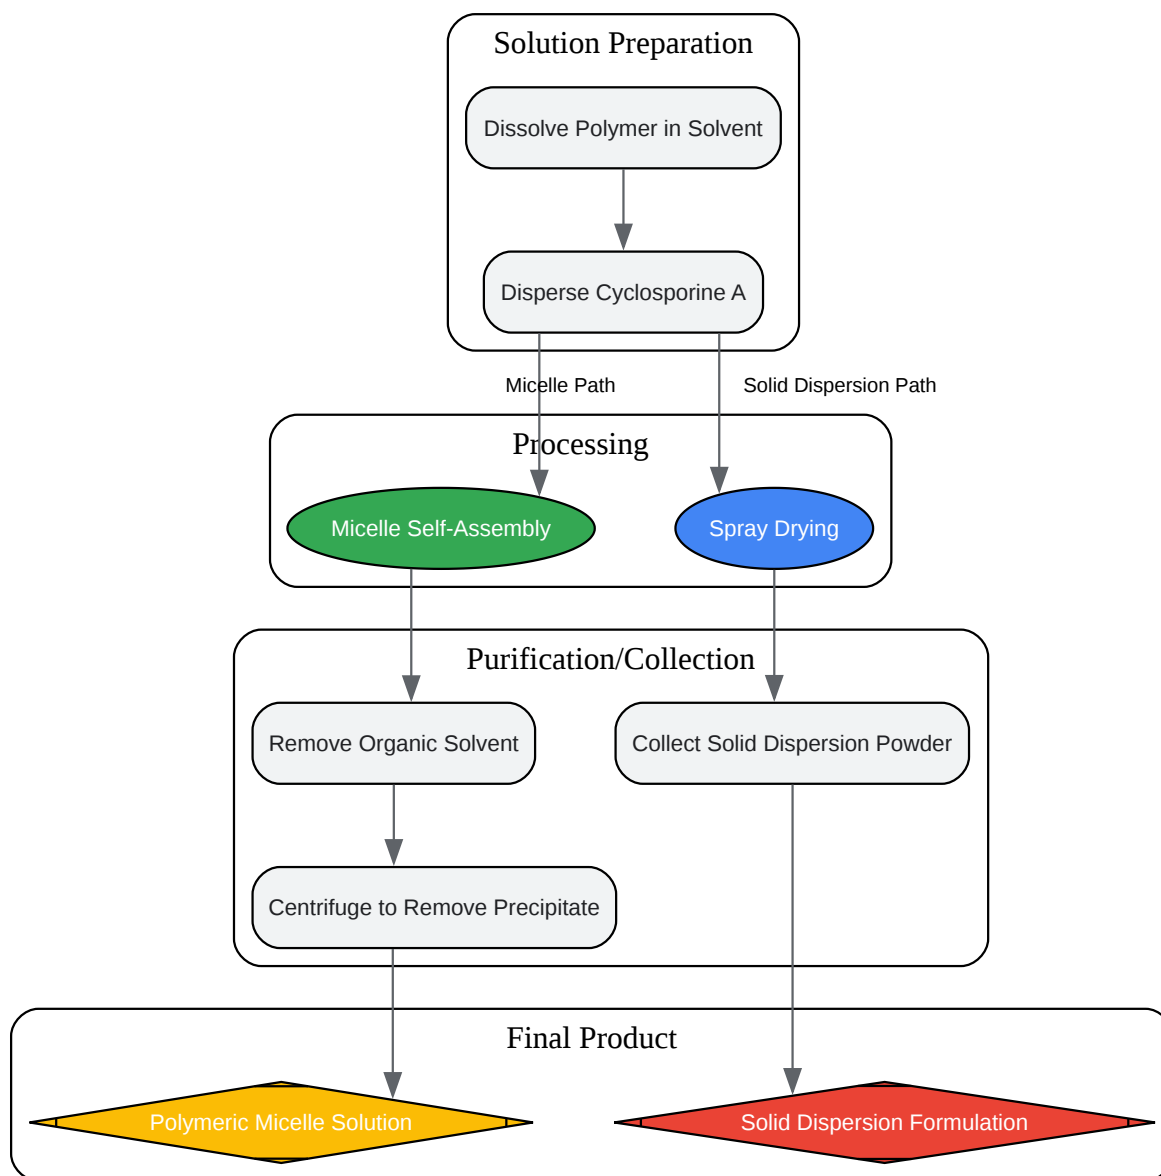 Solution Preparation
Dissolve Polymer in Solvent
Disperse Cyclosporine A
Micelle Path
Solid Dispersion Path
Processing
Micelle Self-Assembly
Spray Drying
Purification/Collection
Remove Organic Solvent
Collect Solid Dispersion Powder
Centrifuge to Remove Precipitate
Final Product
Polymeric Micelle Solution
Solid Dispersion Formulation